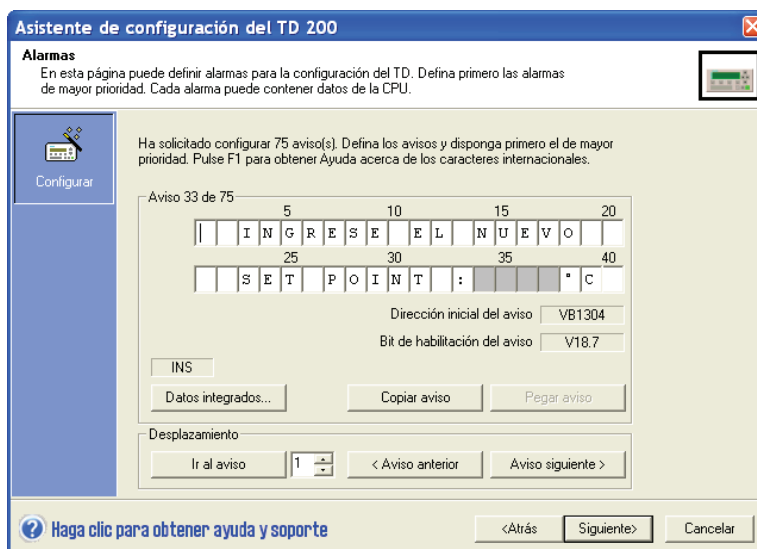 Asistente de configuración del TD 200
Alarmas
En esta página puede definir alarmas para la configuración del TD. Defina primero las alarmas
de mayor prioridad. Cada alarma puede contener datos de la CPU.
Configurar
Ha solicitado configurar 75 aviso(s). Defina los avisos y disponga primero el de mayor
prioridad. Pulse F1 para obtener Ayuda acerca de los caracteres internacionales.
Aviso 33 de 75
5 10 15 20
INGRESE EL NUEVO
25 30 35 40
SET POINT : °C
Dirección inicial del aviso VB1304
Bit de habilitación del aviso V18.7
INS
Datos integrados... Copiar aviso Pegar aviso
Desplazamiento
Ir al aviso 1 < Aviso anterior Aviso siguiente >
Haga clic para obtener ayuda y soporte <Atrás Siguiente> Cancelar